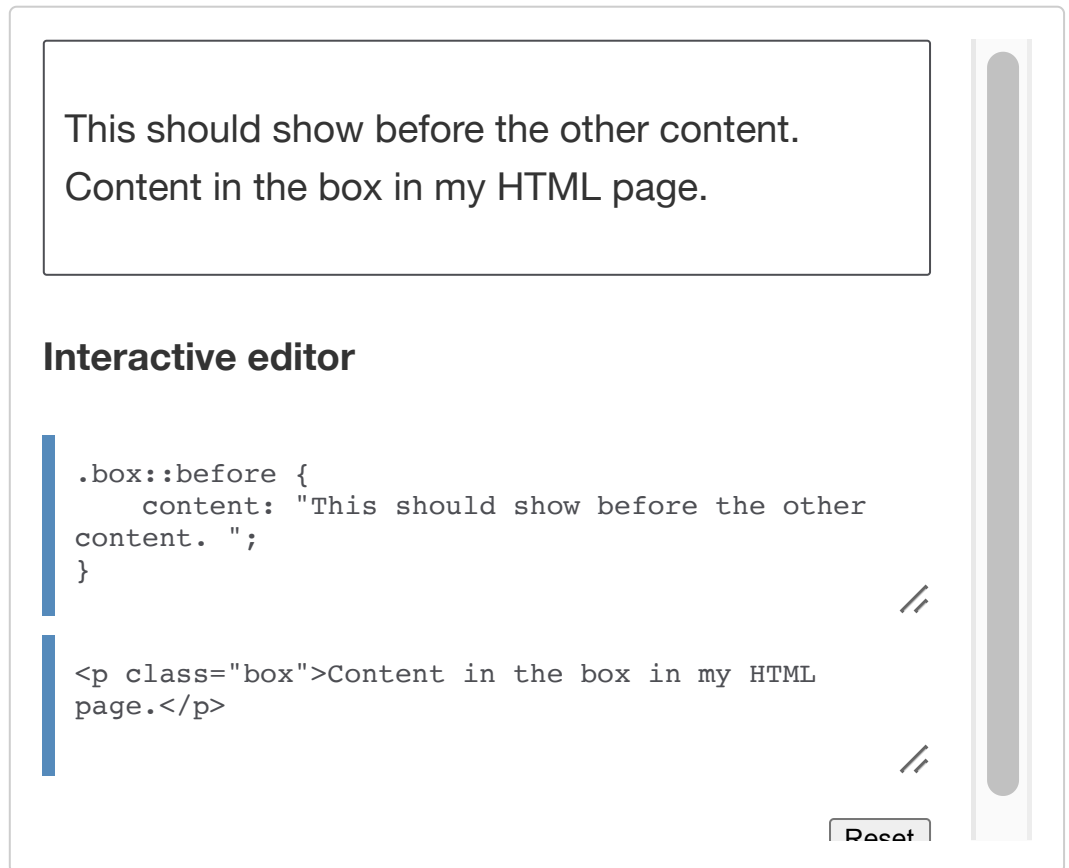 This should show before the other content.
Content in the box in my HTML page.
Interactive editor
.box::before {
    content: "This should show before the other
content. ";
}
<p class="box">Content in the box in my HTML
page.</p>
Reset